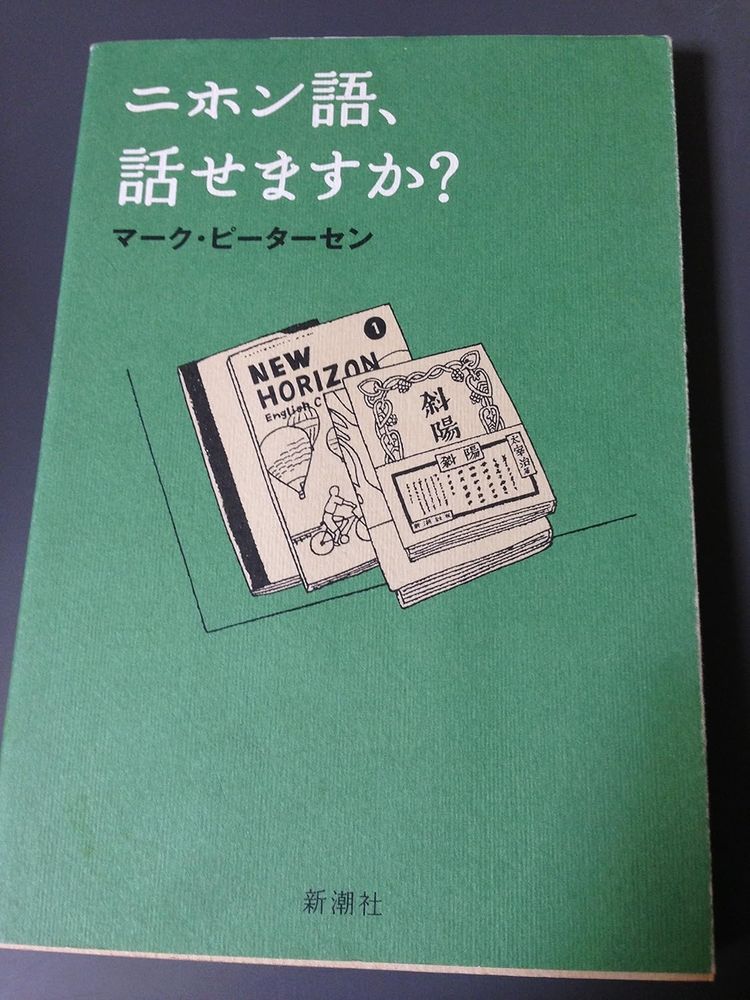 ニホン語、
話せますか?
マーク・ピーターセン
1
NEW
HORIZON
English C
斜
陽
斜陽
太宰治著
新潮社